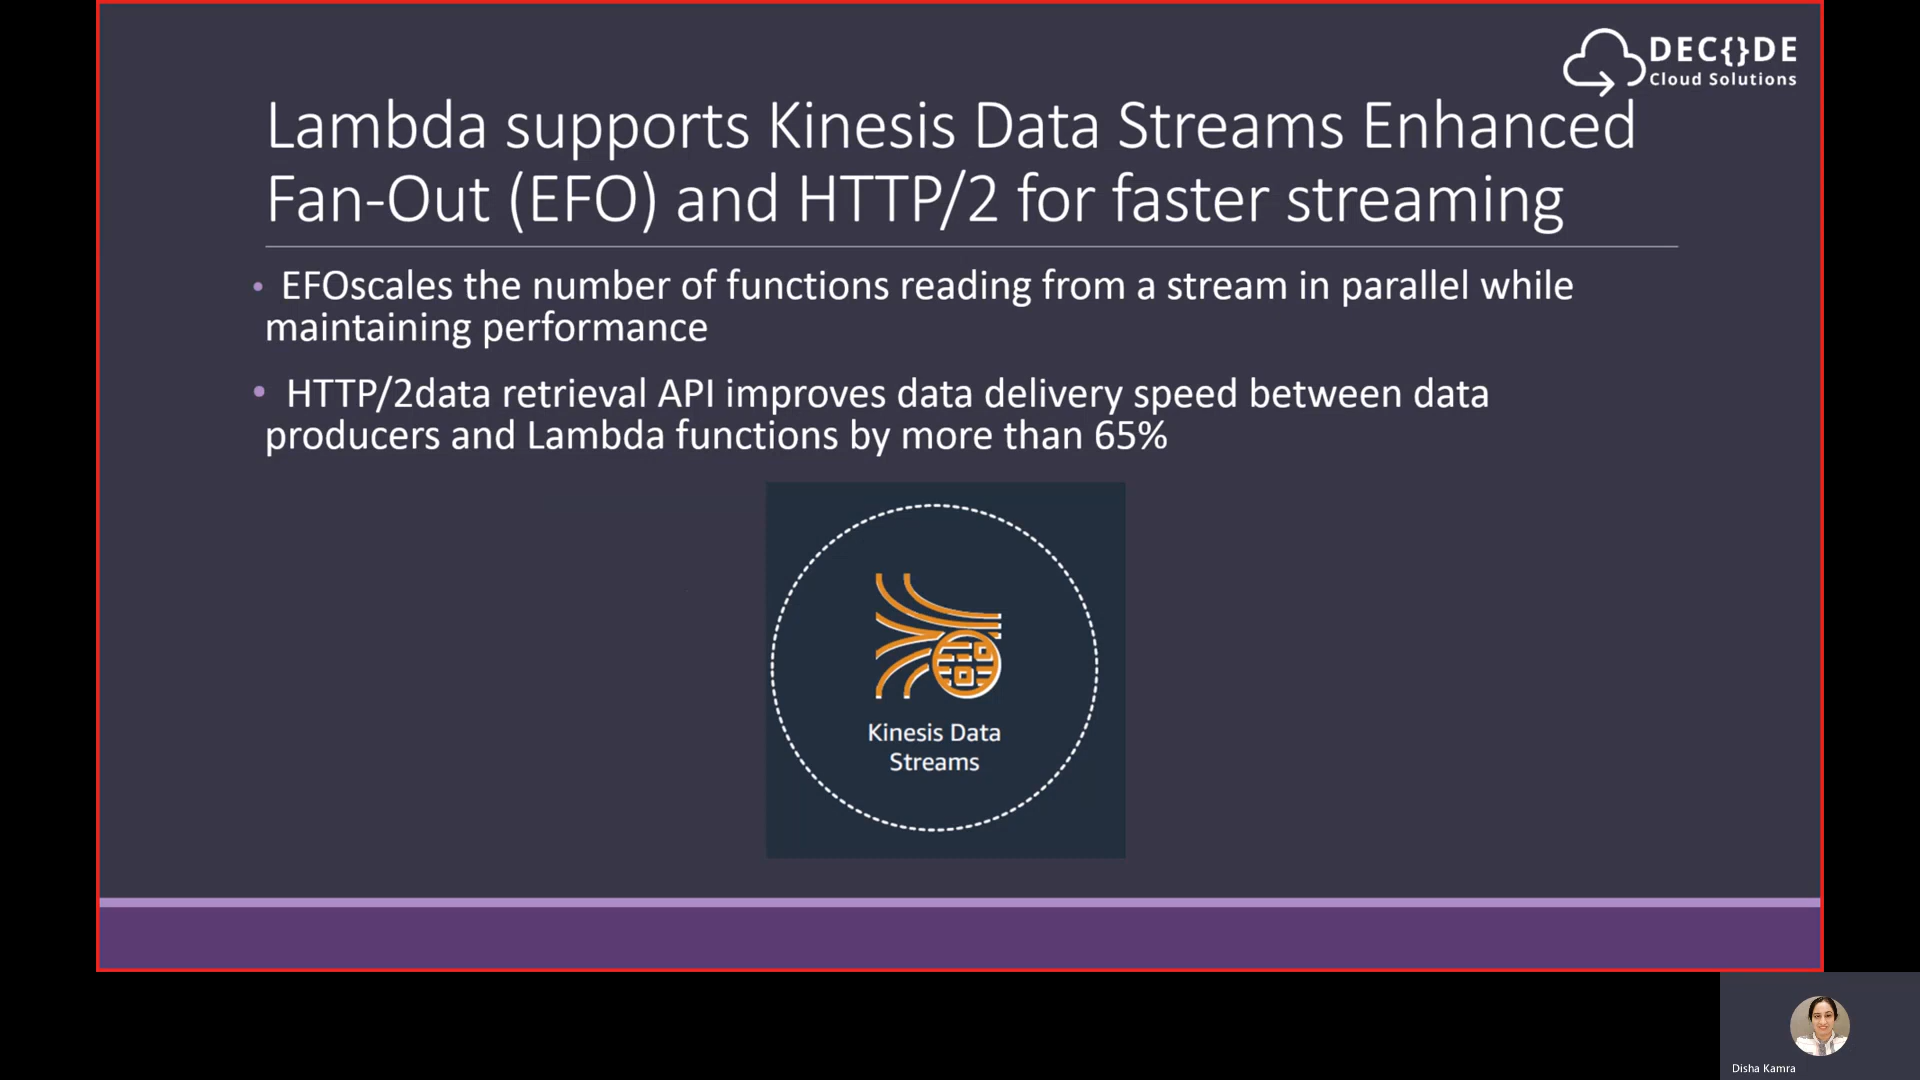 DEC{}DE
Cloud Solutions
Lambda supports Kinesis Data Streams Enhanced
Fan-Out (EFO) and HTTP/2 for faster streaming
• EFOscales the number of functions reading from a stream in parallel while
maintaining performance
• HTTP/2data retrieval API improves data delivery speed between data
producers and Lambda functions by more than 65%
Kinesis Data
Streams
Disha Kamra